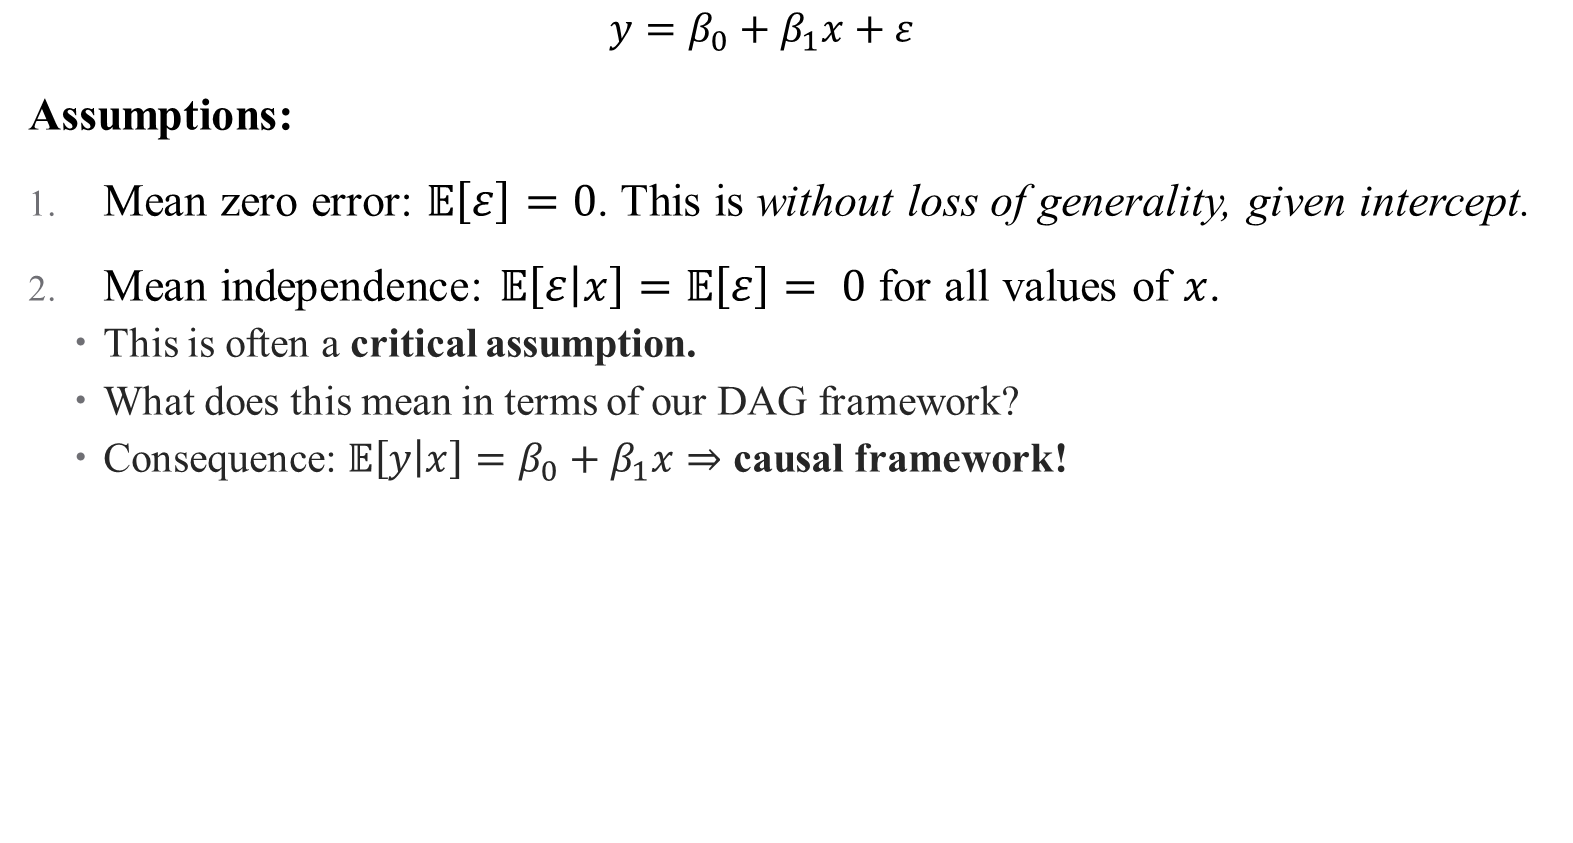 𝑦 = 𝛽₀ + 𝛽₁𝑥 + 𝜀
Assumptions:
1. Mean zero error: 𝔼[𝜀] = 0. This is without loss of generality, given intercept.
2. Mean independence: 𝔼[𝜀|𝑥] = 𝔼[𝜀] = 0 for all values of 𝑥.
• This is often a critical assumption.
• What does this mean in terms of our DAG framework?
• Consequence: 𝔼[𝑦|𝑥] = 𝛽₀ + 𝛽₁𝑥 ⇒ causal framework!